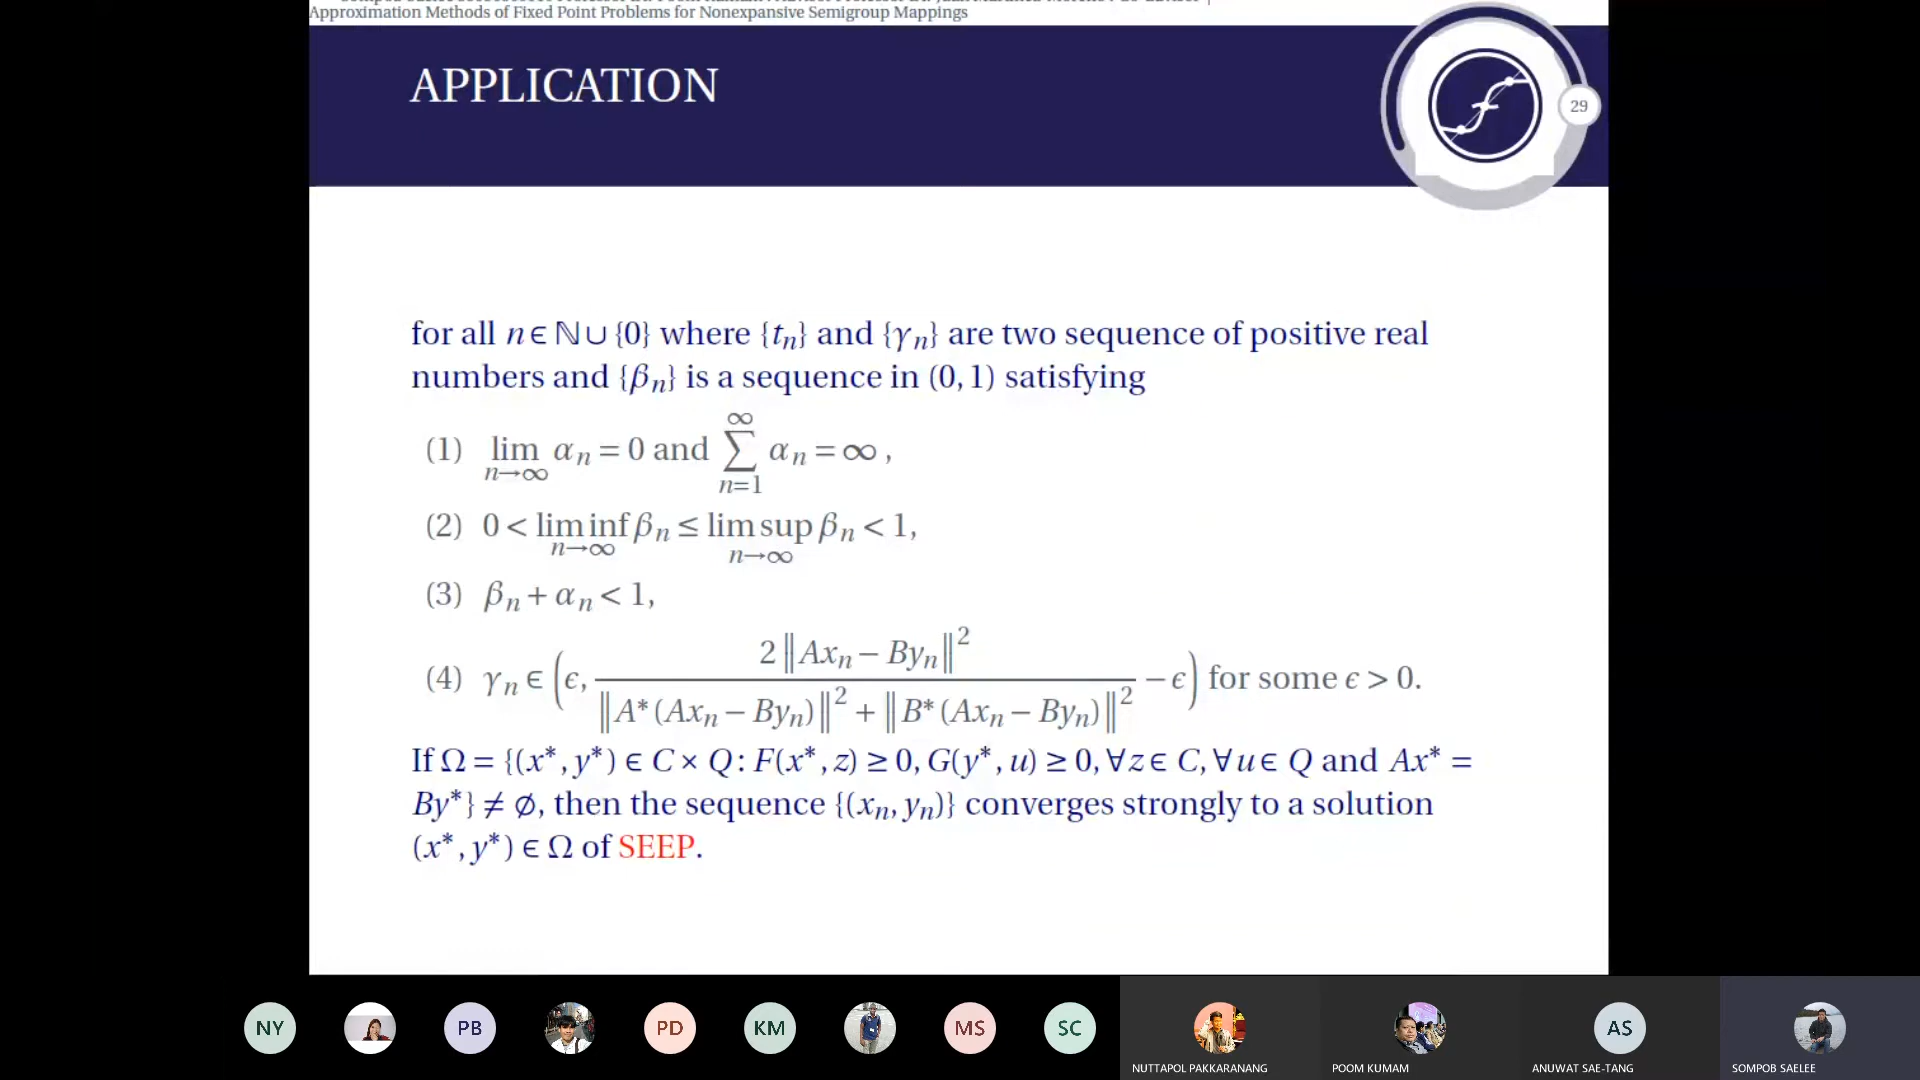 Approximation Methods of Fixed Point Problems for Nonexpansive Semigroup Mappings
APPLICATION
29
for all n ∈ ℕ ∪ {0} where {tₙ} and {γₙ} are two sequence of positive real
numbers and {βₙ} is a sequence in (0, 1) satisfying
(1) lim_{n→∞} αₙ = 0 and ∑_{n=1}^{∞} αₙ = ∞ ,
(2) 0 < lim inf_{n→∞} βₙ ≤ lim sup_{n→∞} βₙ < 1,
(3) βₙ + αₙ < 1,
(4) γₙ ∈ (ϵ, 2‖Axₙ − Byₙ‖² / (‖A*(Axₙ − Byₙ)‖² + ‖B*(Axₙ − Byₙ)‖²) − ϵ) for some ϵ > 0.
If Ω = {(x*, y*) ∈ C × Q : F(x*, z) ≥ 0, G(y*, u) ≥ 0, ∀z ∈ C, ∀u ∈ Q and Ax* =
By*} ≠ ∅, then the sequence {(xₙ, yₙ)} converges strongly to a solution
(x*, y*) ∈ Ω of SEEP.
NY
PB
PD
KM
MS
SC
AS
NUTTAPOL PAKKARANANG
POOM KUMAM
ANUWAT SAE-TANG
SOMPOB SAELEE